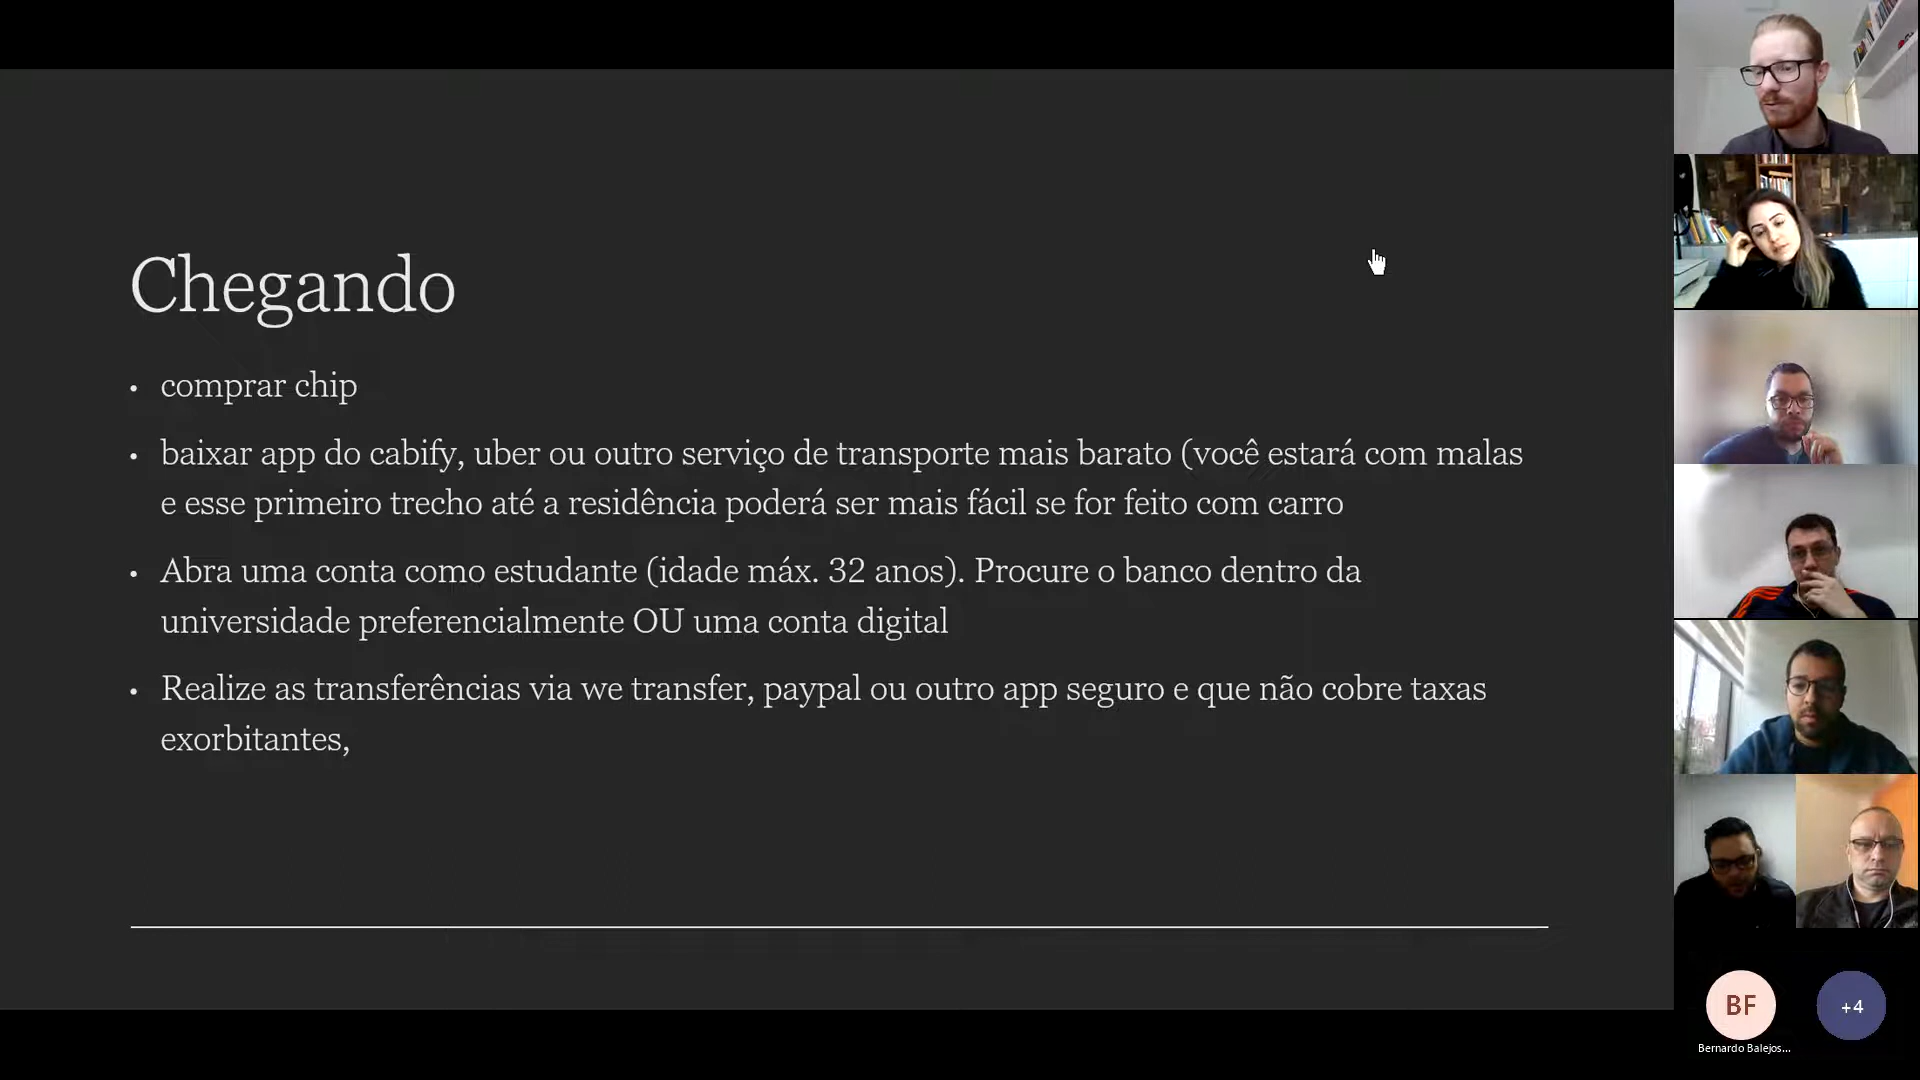 Chegando
• comprar chip
• baixar app do cabify, uber ou outro serviço de transporte mais barato (você estará com malas
e esse primeiro trecho até a residência poderá ser mais fácil se for feito com carro
• Abra uma conta como estudante (idade máx. 32 anos). Procure o banco dentro da
universidade preferencialmente OU uma conta digital
• Realize as transferências via we transfer, paypal ou outro app seguro e que não cobre taxas
exorbitantes,
BF
+4
Bernardo Balejos...